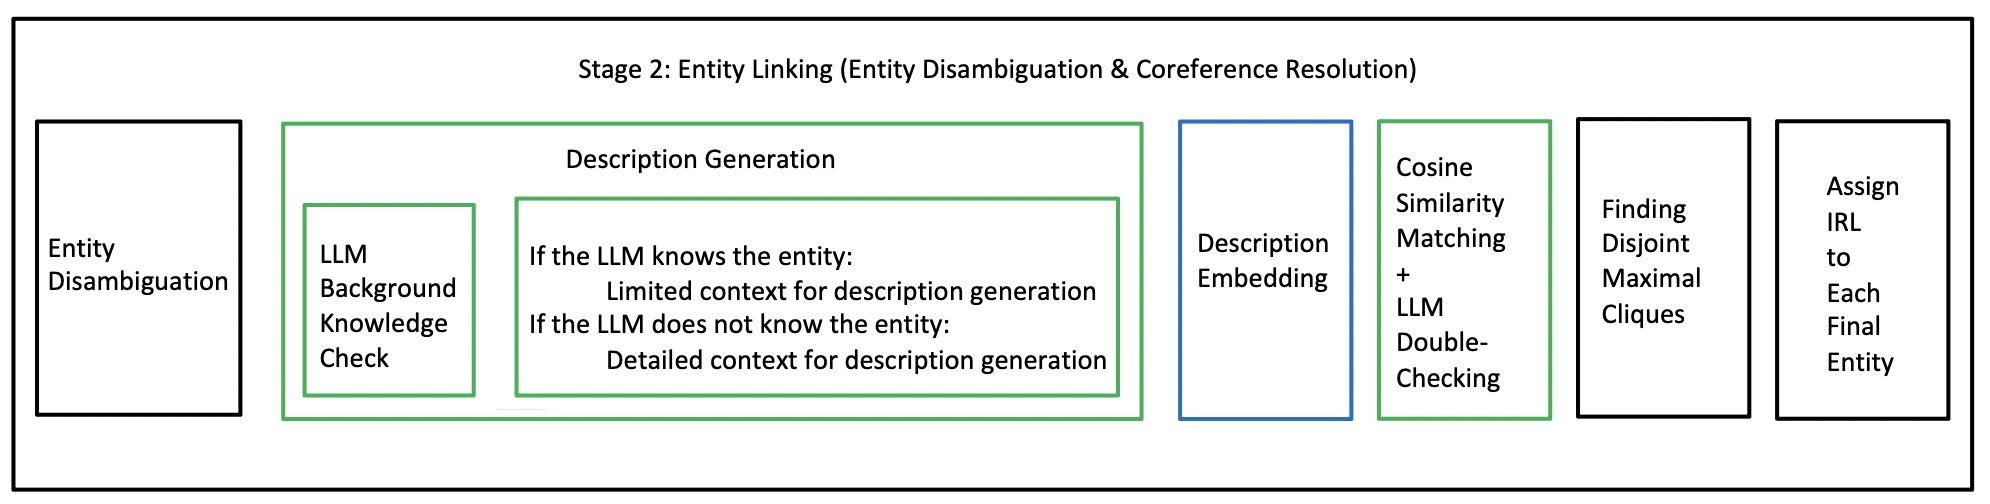 Stage 2: Entity Linking (Entity Disambiguation & Coreference Resolution)
Entity
Disambiguation
Description Generation
LLM
Background
Knowledge
Check
If the LLM knows the entity:
Limited context for description generation
If the LLM does not know the entity:
Detailed context for description generation
Description
Embedding
Cosine
Similarity
Matching
+
LLM
Double-
Checking
Finding
Disjoint
Maximal
Cliques
Assign
IRL
to
Each
Final
Entity